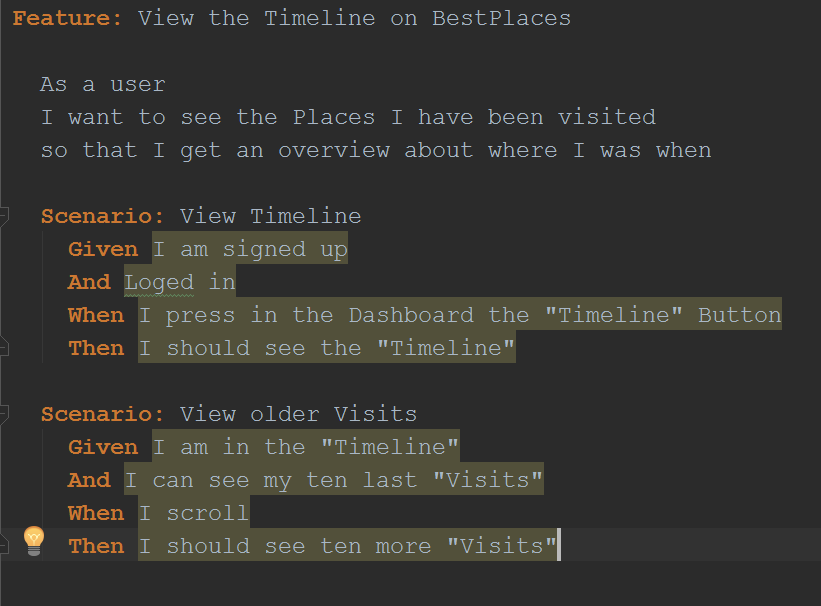 Feature: View the Timeline on BestPlaces
As a user
I want to see the Places I have been visited
so that I get an overview about where I was when
Scenario: View Timeline
Given I am signed up
And Loged in
When I press in the Dashboard the "Timeline" Button
Then I should see the "Timeline"
Scenario: View older Visits
Given I am in the "Timeline"
And I can see my ten last "Visits"
When I scroll
Then I should see ten more "Visits"